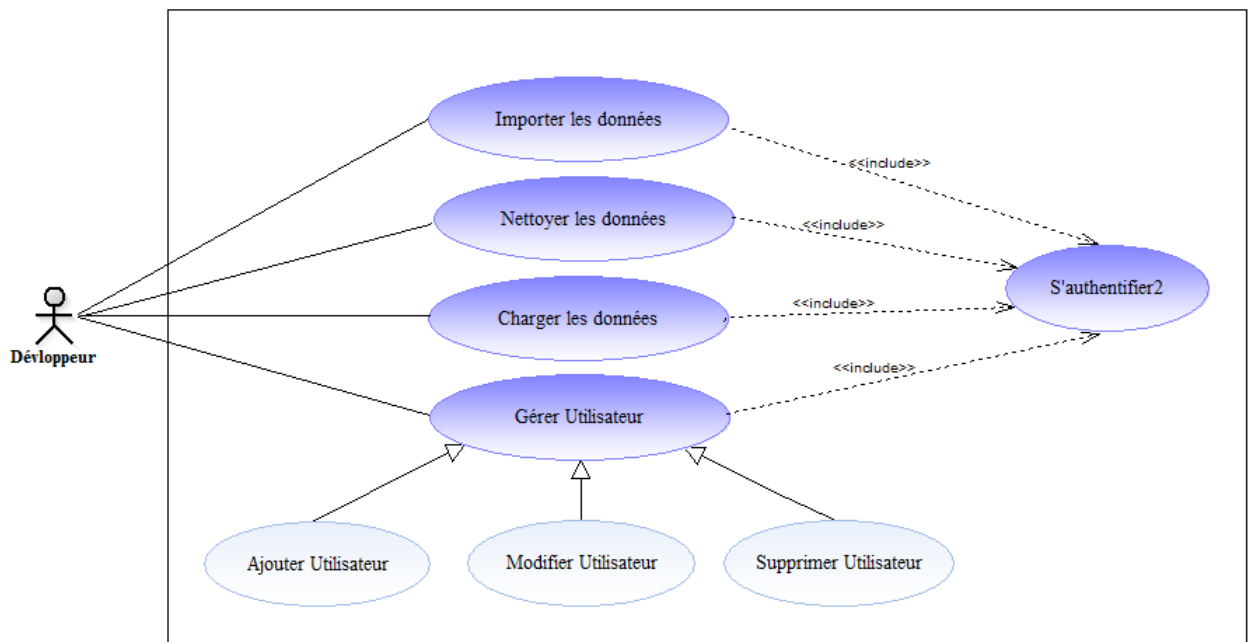 Importer les données
<<include>>
Nettoyer les données
<<include>>
S'authentifier2
Charger les données
<<include>>
Dévloppeur
<<include>>
Gérer Utilisateur
Ajouter Utilisateur
Modifier Utilisateur
Supprimer Utilisateur